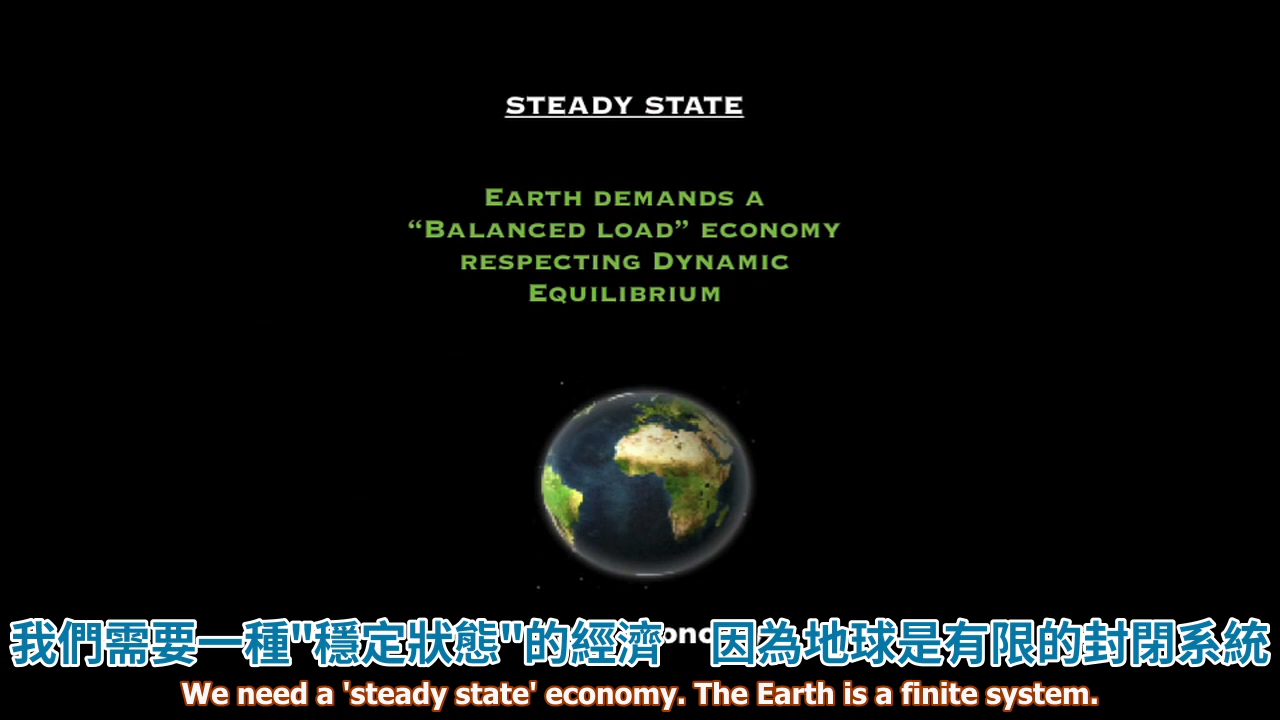 STEADY STATE
EARTH DEMANDS A
“BALANCED LOAD” ECONOMY
RESPECTING DYNAMIC
EQUILIBRIUM
我們需要一種"穩定狀態"的經濟 因為地球是有限的封閉系統
We need a 'steady state' economy. The Earth is a finite system.